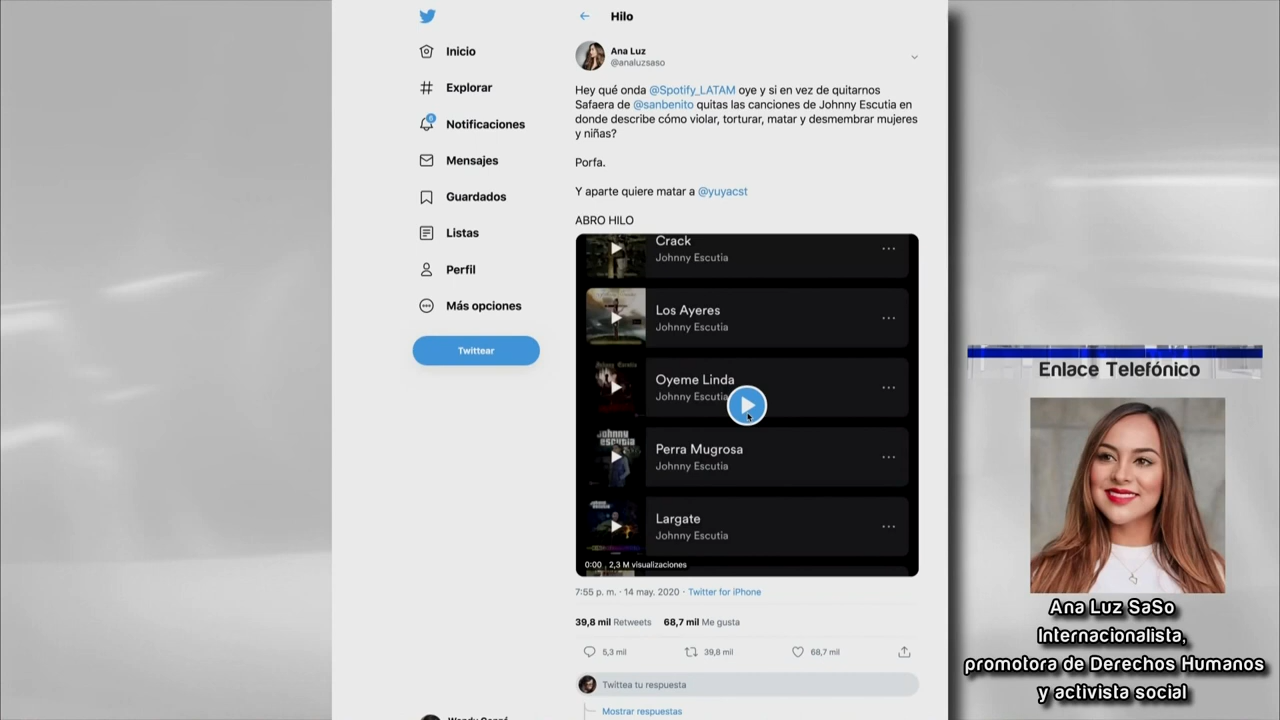 Hilo
Inicio
Explorar
6
Notificaciones
Mensajes
Guardados
Listas
Perfil
Más opciones
Twittear
Ana Luz
@analuzsaso
Hey qué onda @Spotify_LATAM oye y si en vez de quitarnos
Safaera de @sanbenito quitas las canciones de Johnny Escutia en
donde describe cómo violar, torturar, matar y desmembrar mujeres
y niñas?
Porfa.
Y aparte quiere matar a @yuyacst
ABRO HILO
Crack
Johnny Escutia
Los Ayeres
Johnny Escutia
Oyeme Linda
Johnny Escutia
Perra Mugrosa
Johnny Escutia
Largate
Johnny Escutia
0:00 2,3 M visualizaciones
7:55 p. m. · 14 may. 2020 · Twitter for iPhone
39,8 mil Retweets 68,7 mil Me gusta
5,3 mil 39,8 mil 68,7 mil
Twittea tu respuesta
Mostrar respuestas
Enlace Telefónico
Ana Luz SaSo
Internacionalista,
promotora de Derechos Humanos
y activista social